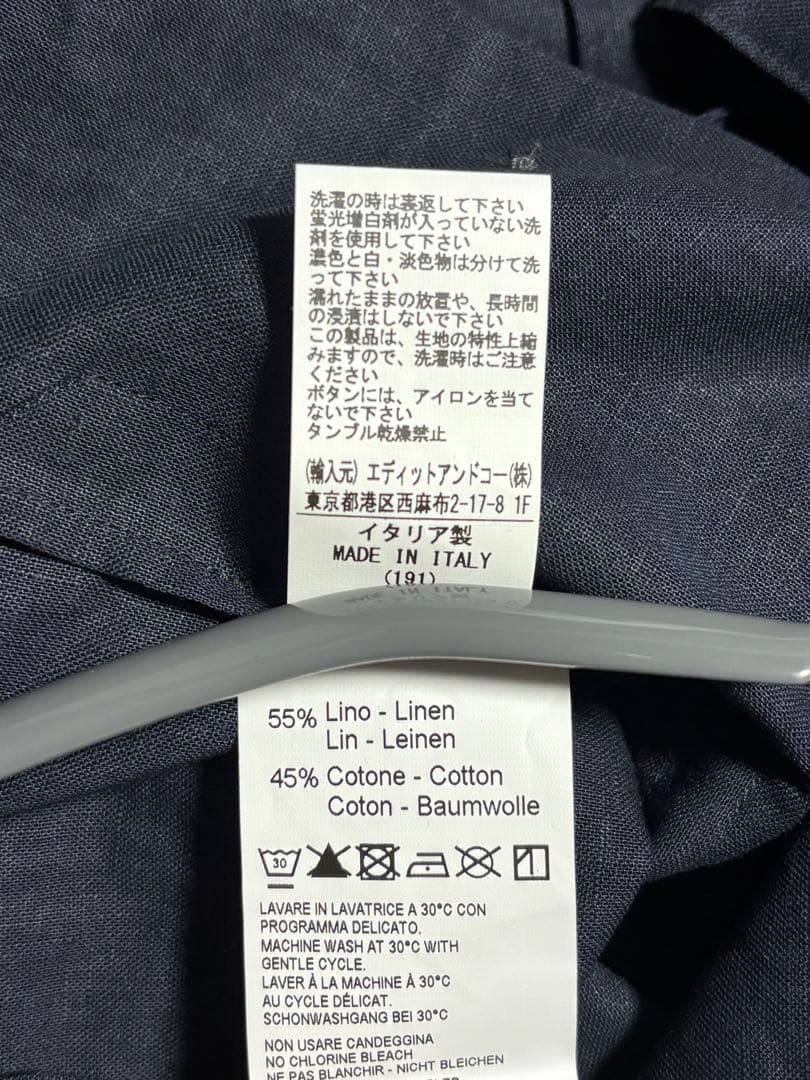 洗濯の時は裏返して下さい
蛍光増白剤が入っていない洗
剤を使用して下さい
濃色と白・淡色物は分けて洗
って下さい
濡れたままの放置や、長時間
の浸漬はしないで下さい
この製品は、生地の特性上縮
みますので、洗濯時はご注意
ください
ボタンには、アイロンを当て
ないで下さい
タンブル乾燥禁止
(輸入元) エディットアンドコー(株)
東京都港区西麻布2-17-8 1F
イタリア製
MADE IN ITALY
(191)
55% Lino - Linen
Lin - Leinen
45% Cotone - Cotton
Coton - Baumwolle
30
LAVARE IN LAVATRICE A 30°C CON
PROGRAMMA DELICATO.
MACHINE WASH AT 30°C WITH
GENTLE CYCLE.
LAVER À LA MACHINE À 30°C
AU CYCLE DÉLICAT.
SCHONWASHGANG BEI 30°C
NON USARE CANDEGGINA
NO CHLORINE BLEACH
NE PAS BLANCHIR - NICHT BLEICHEN